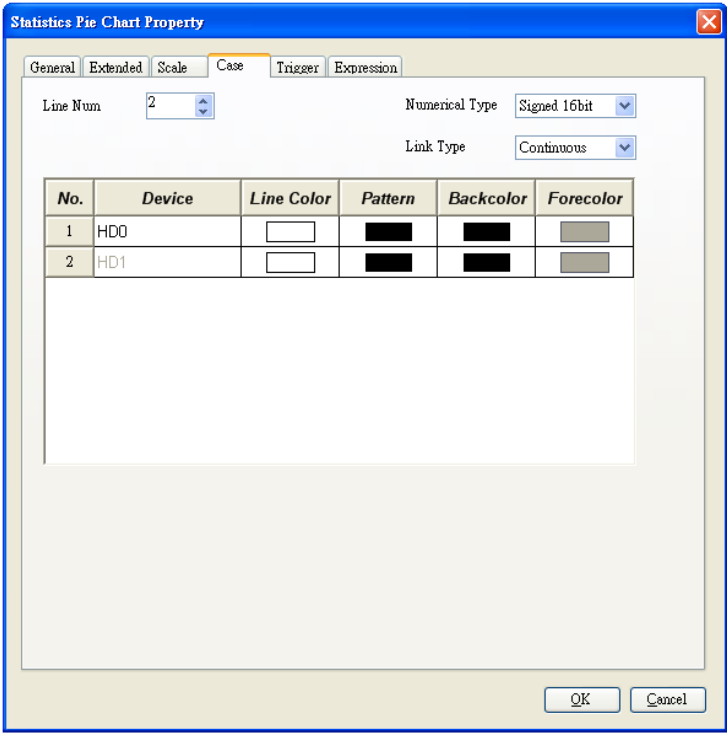 Statistics Pie Chart Property
General Extended Scale Case Trigger Expression
Line Num 2 Numerical Type Signed 16bit
Link Type Continuous
No. Device Line Color Pattern Backcolor Forecolor
1 HD0
2 HD1
OK Cancel